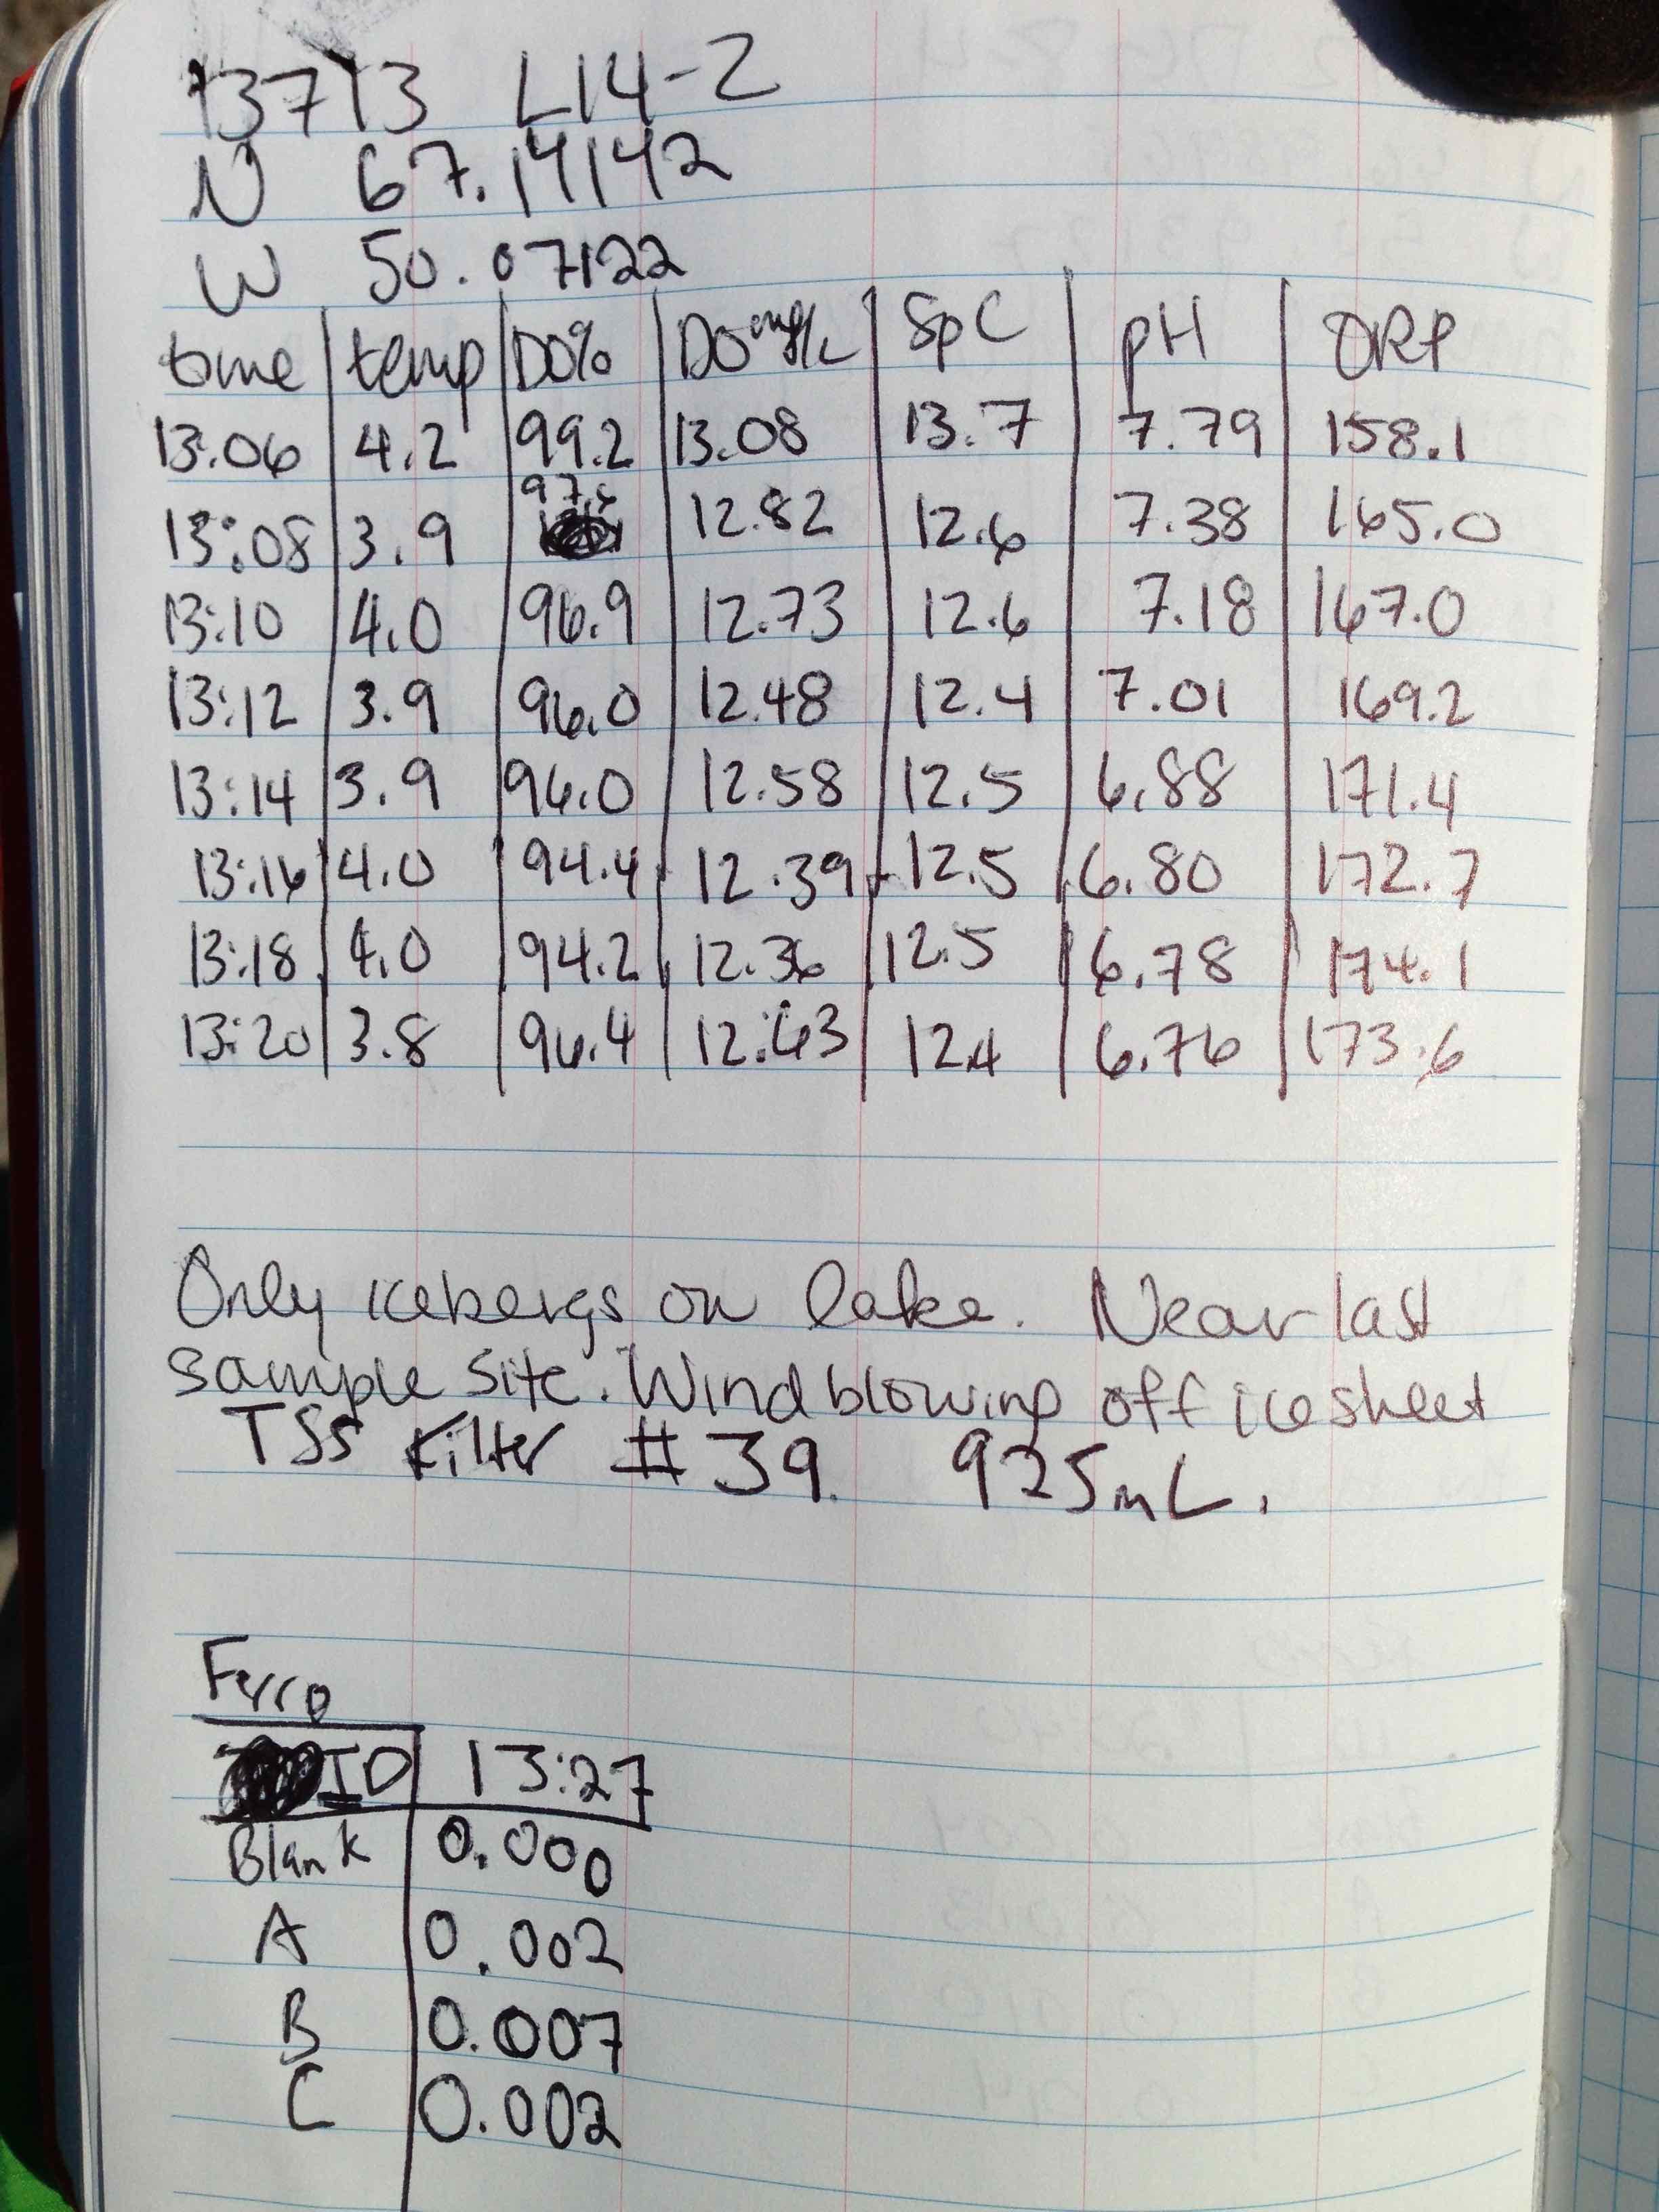 13713 L14-2
N 67.14142
W 50.07122
time temp DO% DO mg/L SpC pH ORP
13:06 4.2 99.2 13.08 13.7 7.79 158.1
97.6
13:08 3.9 12.82 12.6 7.38 165.0
13:10 4.0 96.9 12.73 12.6 7.18 167.0
13:12 3.9 96.0 12.48 12.4 7.01 169.2
13:14 3.9 96.0 12.58 12.5 6.88 171.4
13:16 4.0 94.4 12.39 12.5 6.80 172.7
13:18 4.0 94.2 12.36 12.5 6.78 174.1
13:20 3.8 96.4 12.63 12.4 6.76 173.6
Only icebergs on lake. Near last
sample site. Wind blowing off icesheet
TSS Filter #39. 925mL.
Ferro
ID 13:27
Blank 0.000
A 0.002
B 0.007
C 0.002